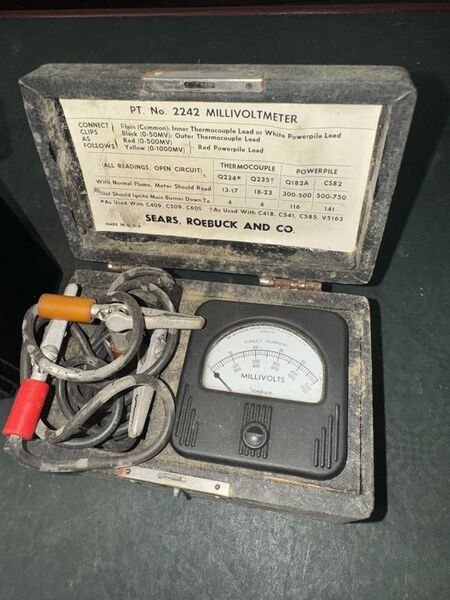 PT. No. 2242 MILLIVOLTMETER
CONNECT CLIPS AS FOLLOWS
Plain (Common): Inner Thermocouple Lead or White Powerpile Lead
Black (0-50MV): Outer Thermocouple Lead
Red (0-500MV)
Yellow (0-1000MV)
Red Powerpile Lead
(ALL READINGS, OPEN CIRCUIT)
THERMOCOUPLE POWERPILE
Q234* Q235† Q182A C582
With Normal Flame, Meter Should Read 13-17 18-23 300-500 500-750
Pilot Should Ignite Main Burner Down To 4 4 116 141
*As Used With C409, C509, C605 †As Used With C418, C541, C585, V5163
SEARS, ROEBUCK AND CO.
MADE IN U.S.A.
DIRECT CURRENT
MILLIVOLTS
Simpson